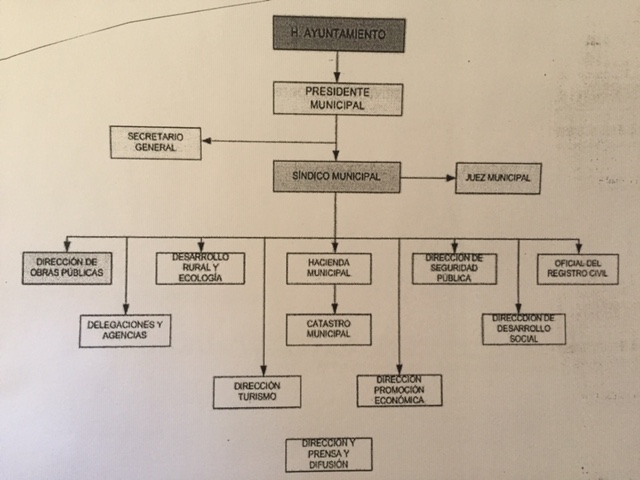 H. AYUNTAMIENTO
PRESIDENTE
MUNICIPAL
SECRETARIO
GENERAL
SÍNDICO MUNICIPAL
JUEZ MUNICIPAL
DIRECCIÓN DE
OBRAS PÚBLICAS
DESARROLLO
RURAL Y
ECOLOGÍA
HACIENDA
MUNICIPAL
DIRECCIÓN DE
SEGURIDAD
PÚBLICA
OFICIAL DEL
REGISTRO CIVIL
DELEGACIONES Y
AGENCIAS
CATASTRO
MUNICIPAL
DIRECCDIÓN DE
DESARROLLO
SOCIAL
DIRECCIÓN
TURISMO
DIRECCIÓN
PROMOCIÓN
ECONÓMICA
DIRECCIÓN Y
PRENSA Y
DIFUSIÓN